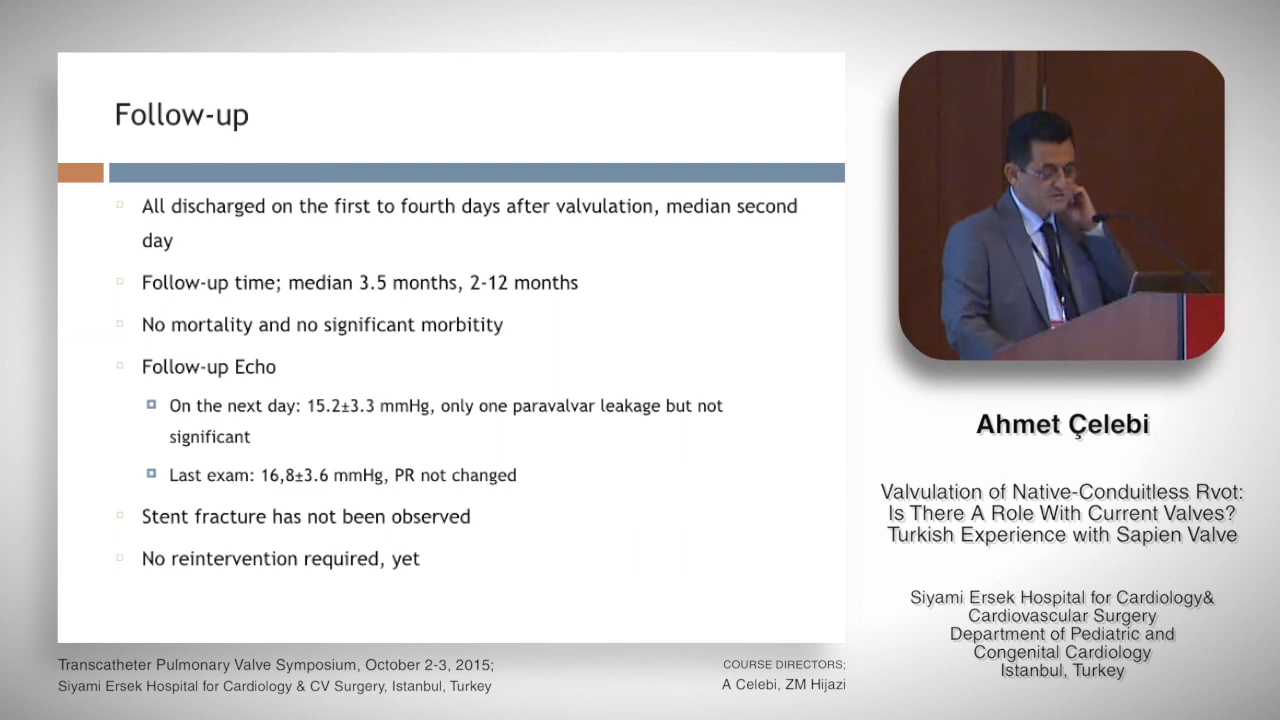 Follow-up
All discharged on the first to fourth days after valvulation, median second
day
Follow-up time; median 3.5 months, 2-12 months
No mortality and no significant morbitity
Follow-up Echo
On the next day: 15.2±3.3 mmHg, only one paravalvar leakage but not
significant
Last exam: 16,8±3.6 mmHg, PR not changed
Stent fracture has not been observed
No reintervention required, yet
Ahmet Çelebi
Valvulation of Native-Conduitless Rvot:
Is There A Role With Current Valves?
Turkish Experience with Sapien Valve
Siyami Ersek Hospital for Cardiology&
Cardiovascular Surgery
Department of Pediatric and
Congenital Cardiology
Istanbul, Turkey
Transcatheter Pulmonary Valve Symposium, October 2-3, 2015;
Siyami Ersek Hospital for Cardiology & CV Surgery, Istanbul, Turkey
COURSE DIRECTORS;
A Celebi, ZM Hijazi